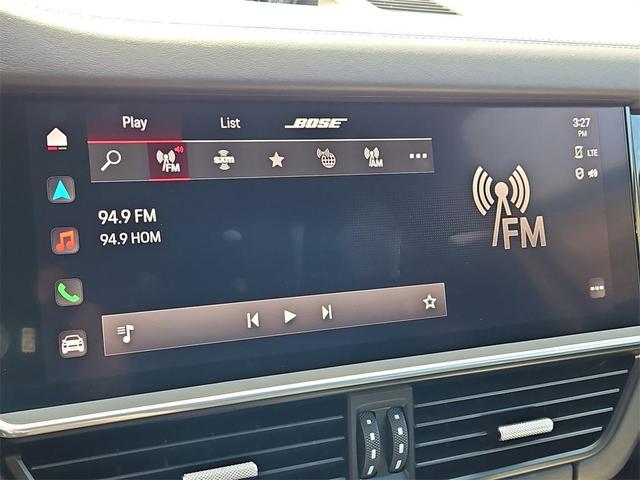 Play
List
BOSE
3:27
PM
FM
sxm
AM
LTE
94.9 FM
94.9 HOM
FM